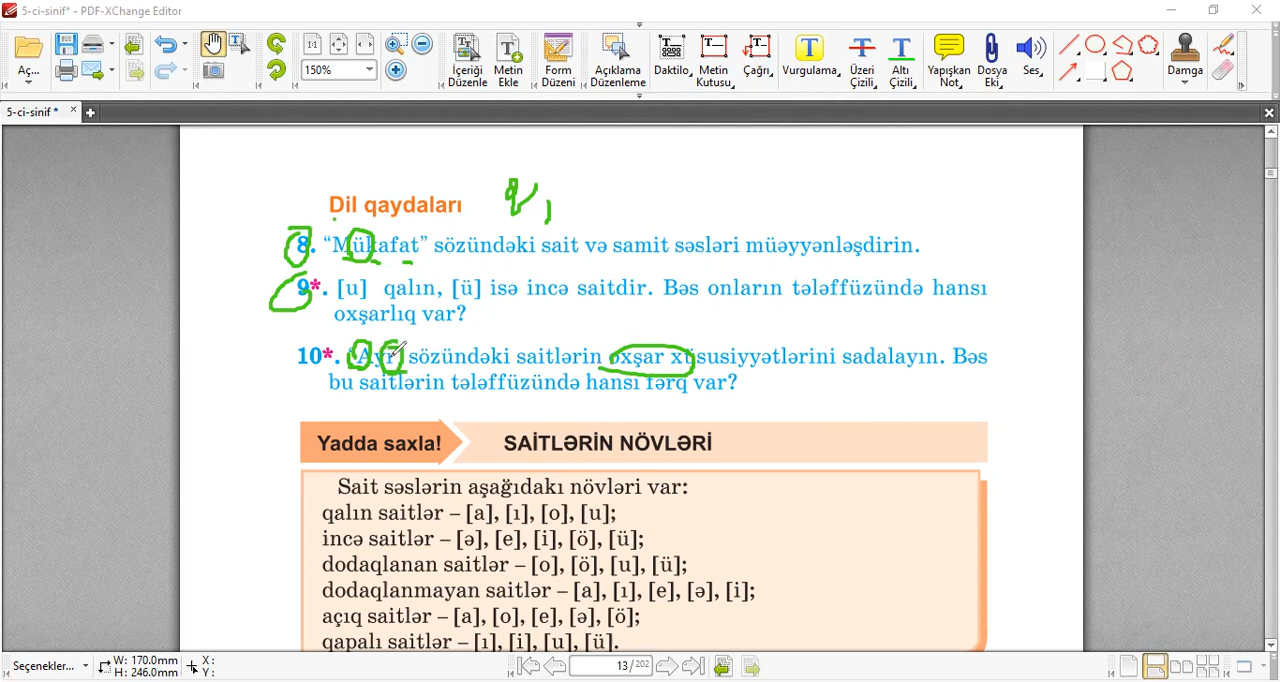 5-ci-sinif* - PDF-XChange Editor
Aç...
150%
İçeriği Düzenle
Metin Ekle
Form Düzeni
Açıklama Düzenleme
Daktilo
Metin Kutusu
Çağrı
Vurgulama
Üzeri Çizili
Altı Çizili
Yapışkan Not
Dosya Eki
Ses
Damga
5-ci-sinif *
Dil qaydaları
8. “Mükafat” sözündəki sait və samit səsləri müəyyənləşdirin.
9*. [u] qalın, [ü] isə incə saitdir. Bəs onların tələffüzündə hansı
oxşarlıq var?
10*. “Ayı” sözündəki saitlərin oxşar xüsusiyyətlərini sadalayın. Bəs
bu saitlərin tələffüzündə hansı fərq var?
Yadda saxla! SAİTLƏRİN NÖVLƏRİ
Sait səslərin aşağıdakı növləri var:
qalın saitlər – [a], [ı], [o], [u];
incə saitlər – [ə], [e], [i], [ö], [ü];
dodaqlanan saitlər – [o], [ö], [u], [ü];
dodaqlanmayan saitlər – [a], [ı], [e], [ə], [i];
açıq saitlər – [a], [o], [e], [ə], [ö];
qapalı saitlər – [ı], [i], [u], [ü].
Seçenekler...
W: 170.0mm
H: 246.0mm
X:
Y:
13 / 202